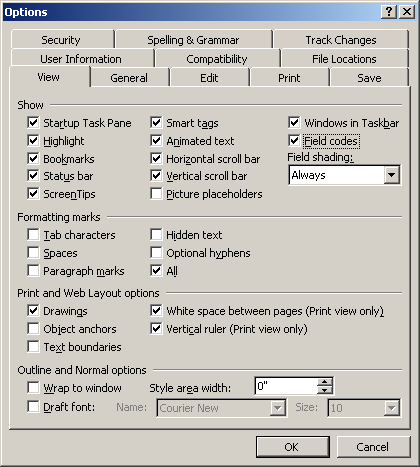 Options
Security Spelling & Grammar Track Changes
User Information Compatibility File Locations
View General Edit Print Save
Show
Startup Task Pane Smart tags Windows in Taskbar
Highlight Animated text Field codes
Bookmarks Horizontal scroll bar Field shading:
Status bar Vertical scroll bar Always
ScreenTips Picture placeholders
Formatting marks
Tab characters Hidden text
Spaces Optional hyphens
Paragraph marks All
Print and Web Layout options
Drawings White space between pages (Print view only)
Object anchors Vertical ruler (Print view only)
Text boundaries
Outline and Normal options
Wrap to window Style area width: 0"
Draft font: Name: Courier New Size: 10
OK Cancel